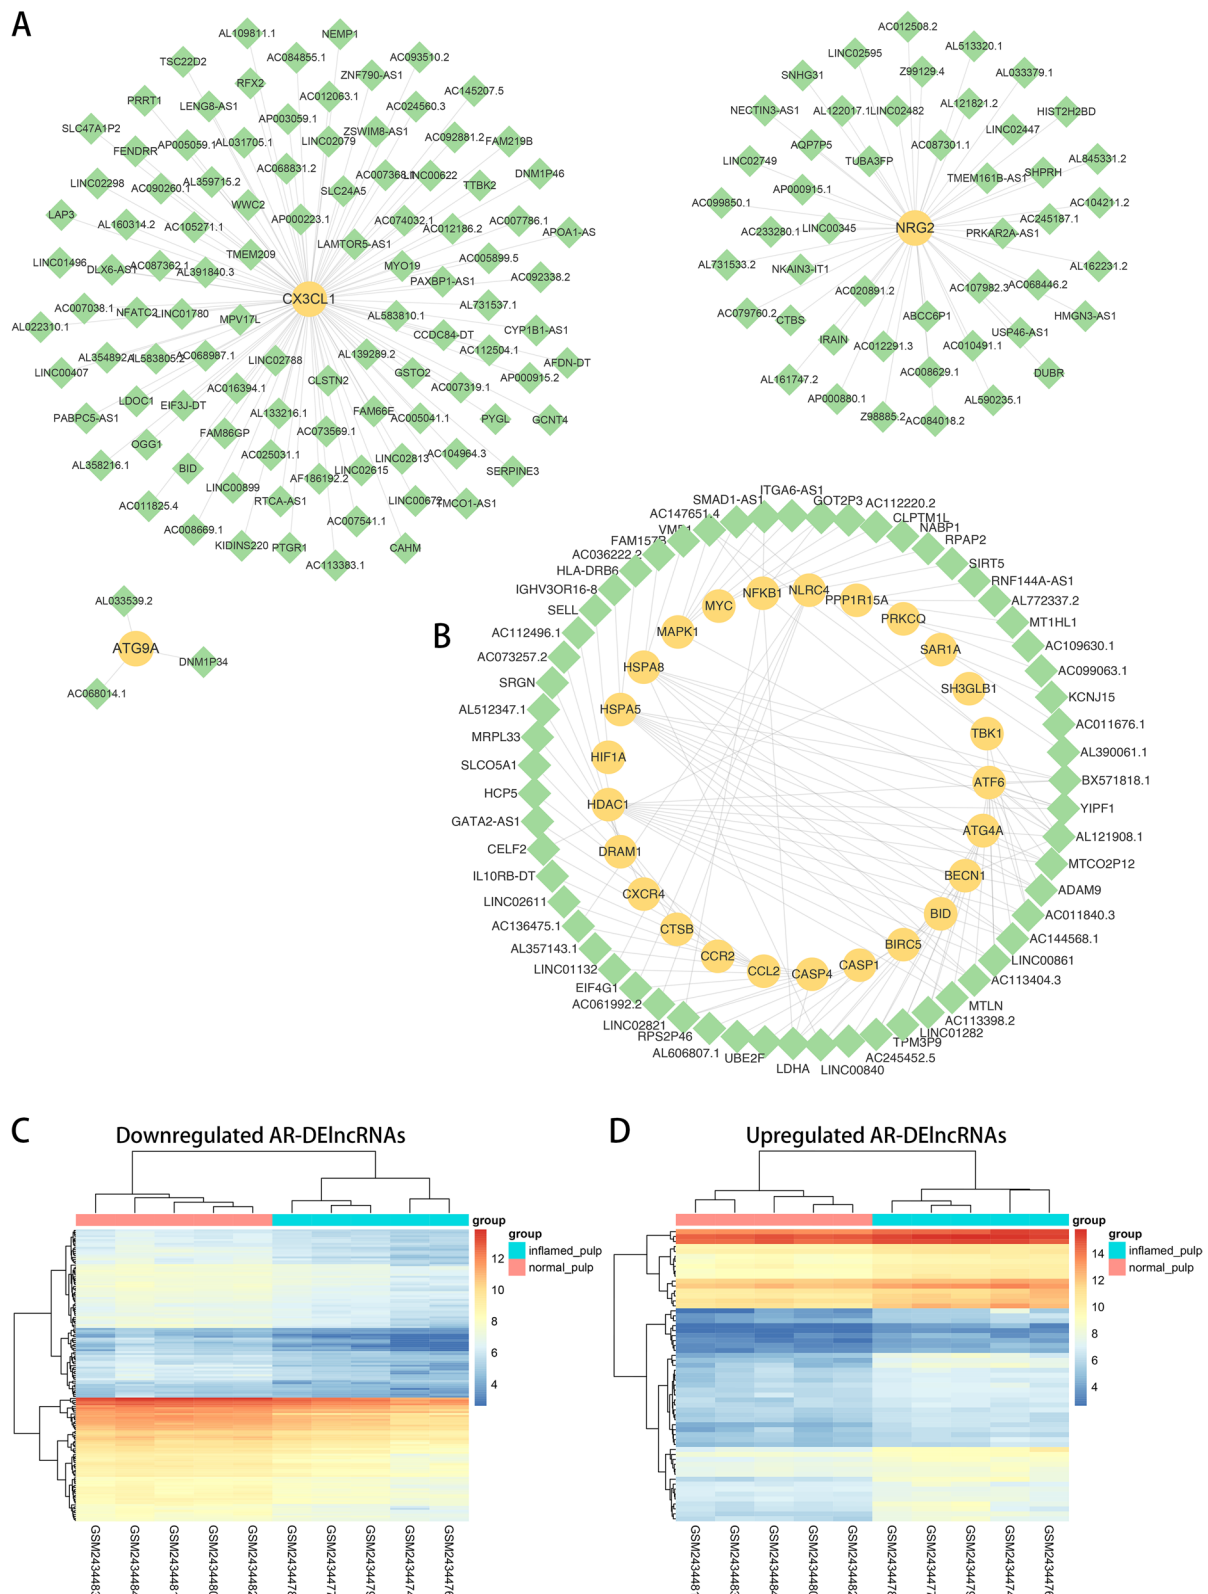 A
AL109811.1
NEMP1
TSC22D2
AC084855.1
AC093510.2
ZNF790-AS1
RFX2
PRRT1
LENG8-AS1
AC012063.1
AC024560.3
AC145207.5
AP003059.1
SLC47A1P2
FENDRR
AP005059.1
AL031705.1
LINC02079
ZSWIM8-AS1
AC092881.2
FAM219B
AC068831.2
AC007368.1
LINC00622
DNM1P46
LINC02298
AC090260.1
AL359715.2
SLC24A5
TTBK2
WWC2
LAP3
AL160314.2
AC105271.1
AP000223.1
AC074032.1
AC012186.2
AC007786.1
APOA1-AS
LAMTOR5-AS1
TMEM209
LINC01496
DLX6-AS1
AC087362.1
AL391840.3
MYO19
AC005899.5
PAXBP1-AS1
AC092338.2
CX3CL1
AC007038.1
NFATC2
LINC01780
MPV17L
AL583810.1
AL731537.1
AL022310.1
CCDC84-DT
CYP1B1-AS1
AL354892.1
AL583805.2
AC068987.1
LINC02788
AL139289.2
AC112504.1
AFDN-DT
LINC00407
CLSTN2
GSTO2
AP000915.2
AC016394.1
AC007319.1
LDOC1
EIF3J-DT
PABPC5-AS1
AL133216.1
FAM66E
AC005041.1
PYGL
GCNT4
FAM86GP
AC073569.1
OGG1
AC025031.1
LINC02813
AC104964.3
AL358216.1
BID
AF186192.2
LINC02615
SERPINE3
LINC00899
AC011825.4
RTCA-AS1
LINC00672
TMCO1-AS1
AC008669.1
AC007541.1
KIDINS220
PTGR1
CAHM
AC113383.1
AC012508.2
LINC02595
AL513320.1
SNHG31
Z99129.4
AL033379.1
NECTIN3-AS1
AL122017.1
LINC02482
AL121821.2
HIST2H2BD
LINC02447
AQP7P5
AC087301.1
LINC02749
TUBA3FP
AL845331.2
SHPRH
TMEM161B-AS1
AP000915.1
AC099850.1
AC104211.2
AC245187.1
AC233280.1
LINC00345
NRG2
PRKAR2A-AS1
AL731533.2
NKAIN3-IT1
AL162231.2
AC020891.2
AC107982.3
AC068446.2
AC079760.2
CTBS
ABCC6P1
HMGN3-AS1
IRAIN
USP46-AS1
AC012291.3
AC010491.1
AL161747.2
AC008629.1
DUBR
AP000880.1
AL590235.1
Z98885.2
AC084018.2
AL033539.2
ATG9A
DNM1P34
AC068014.1
B
ITGA6-AS1
SMAD1-AS1
GOT2P3
AC147651.4
AC112220.2
CLPTM1L
FAM157B
NABP1
AC036222.2
RPAP2
HLA-DRB6
SIRT5
IGHV3OR16-8
RNF144A-AS1
SELL
AL772337.2
AC112496.1
MT1HL1
AC073257.2
AC109630.1
SRGN
AC099063.1
AL512347.1
KCNJ15
MRPL33
AC011676.1
SLCO5A1
AL390061.1
HCP5
BX571818.1
GATA2-AS1
YIPF1
CELF2
AL121908.1
IL10RB-DT
MTCO2P12
LINC02611
ADAM9
AC136475.1
AC011840.3
AL357143.1
AC144568.1
LINC01132
LINC00861
EIF4G1
AC113404.3
AC061992.2
MTLN
LINC02821
AC113398.2
RPS2P46
LINC01282
AL606807.1
TPM3P9
UBE2F
AC245452.5
LDHA
LINC00840
NLRC4
NFKB1
PPP1R15A
MYC
PRKCQ
MAPK1
SAR1A
HSPA8
SH3GLB1
HSPA5
TBK1
HIF1A
ATF6
HDAC1
ATG4A
DRAM1
BECN1
CXCR4
BID
CTSB
BIRC5
CCR2
CASP1
CCL2
CASP4
C
Downregulated AR-DElncRNAs
group
12
10
8
6
4
group
inflamed_pulp
normal_pulp
D
Upregulated AR-DElncRNAs
group
14
12
10
8
6
4
group
inflamed_pulp
normal_pulp